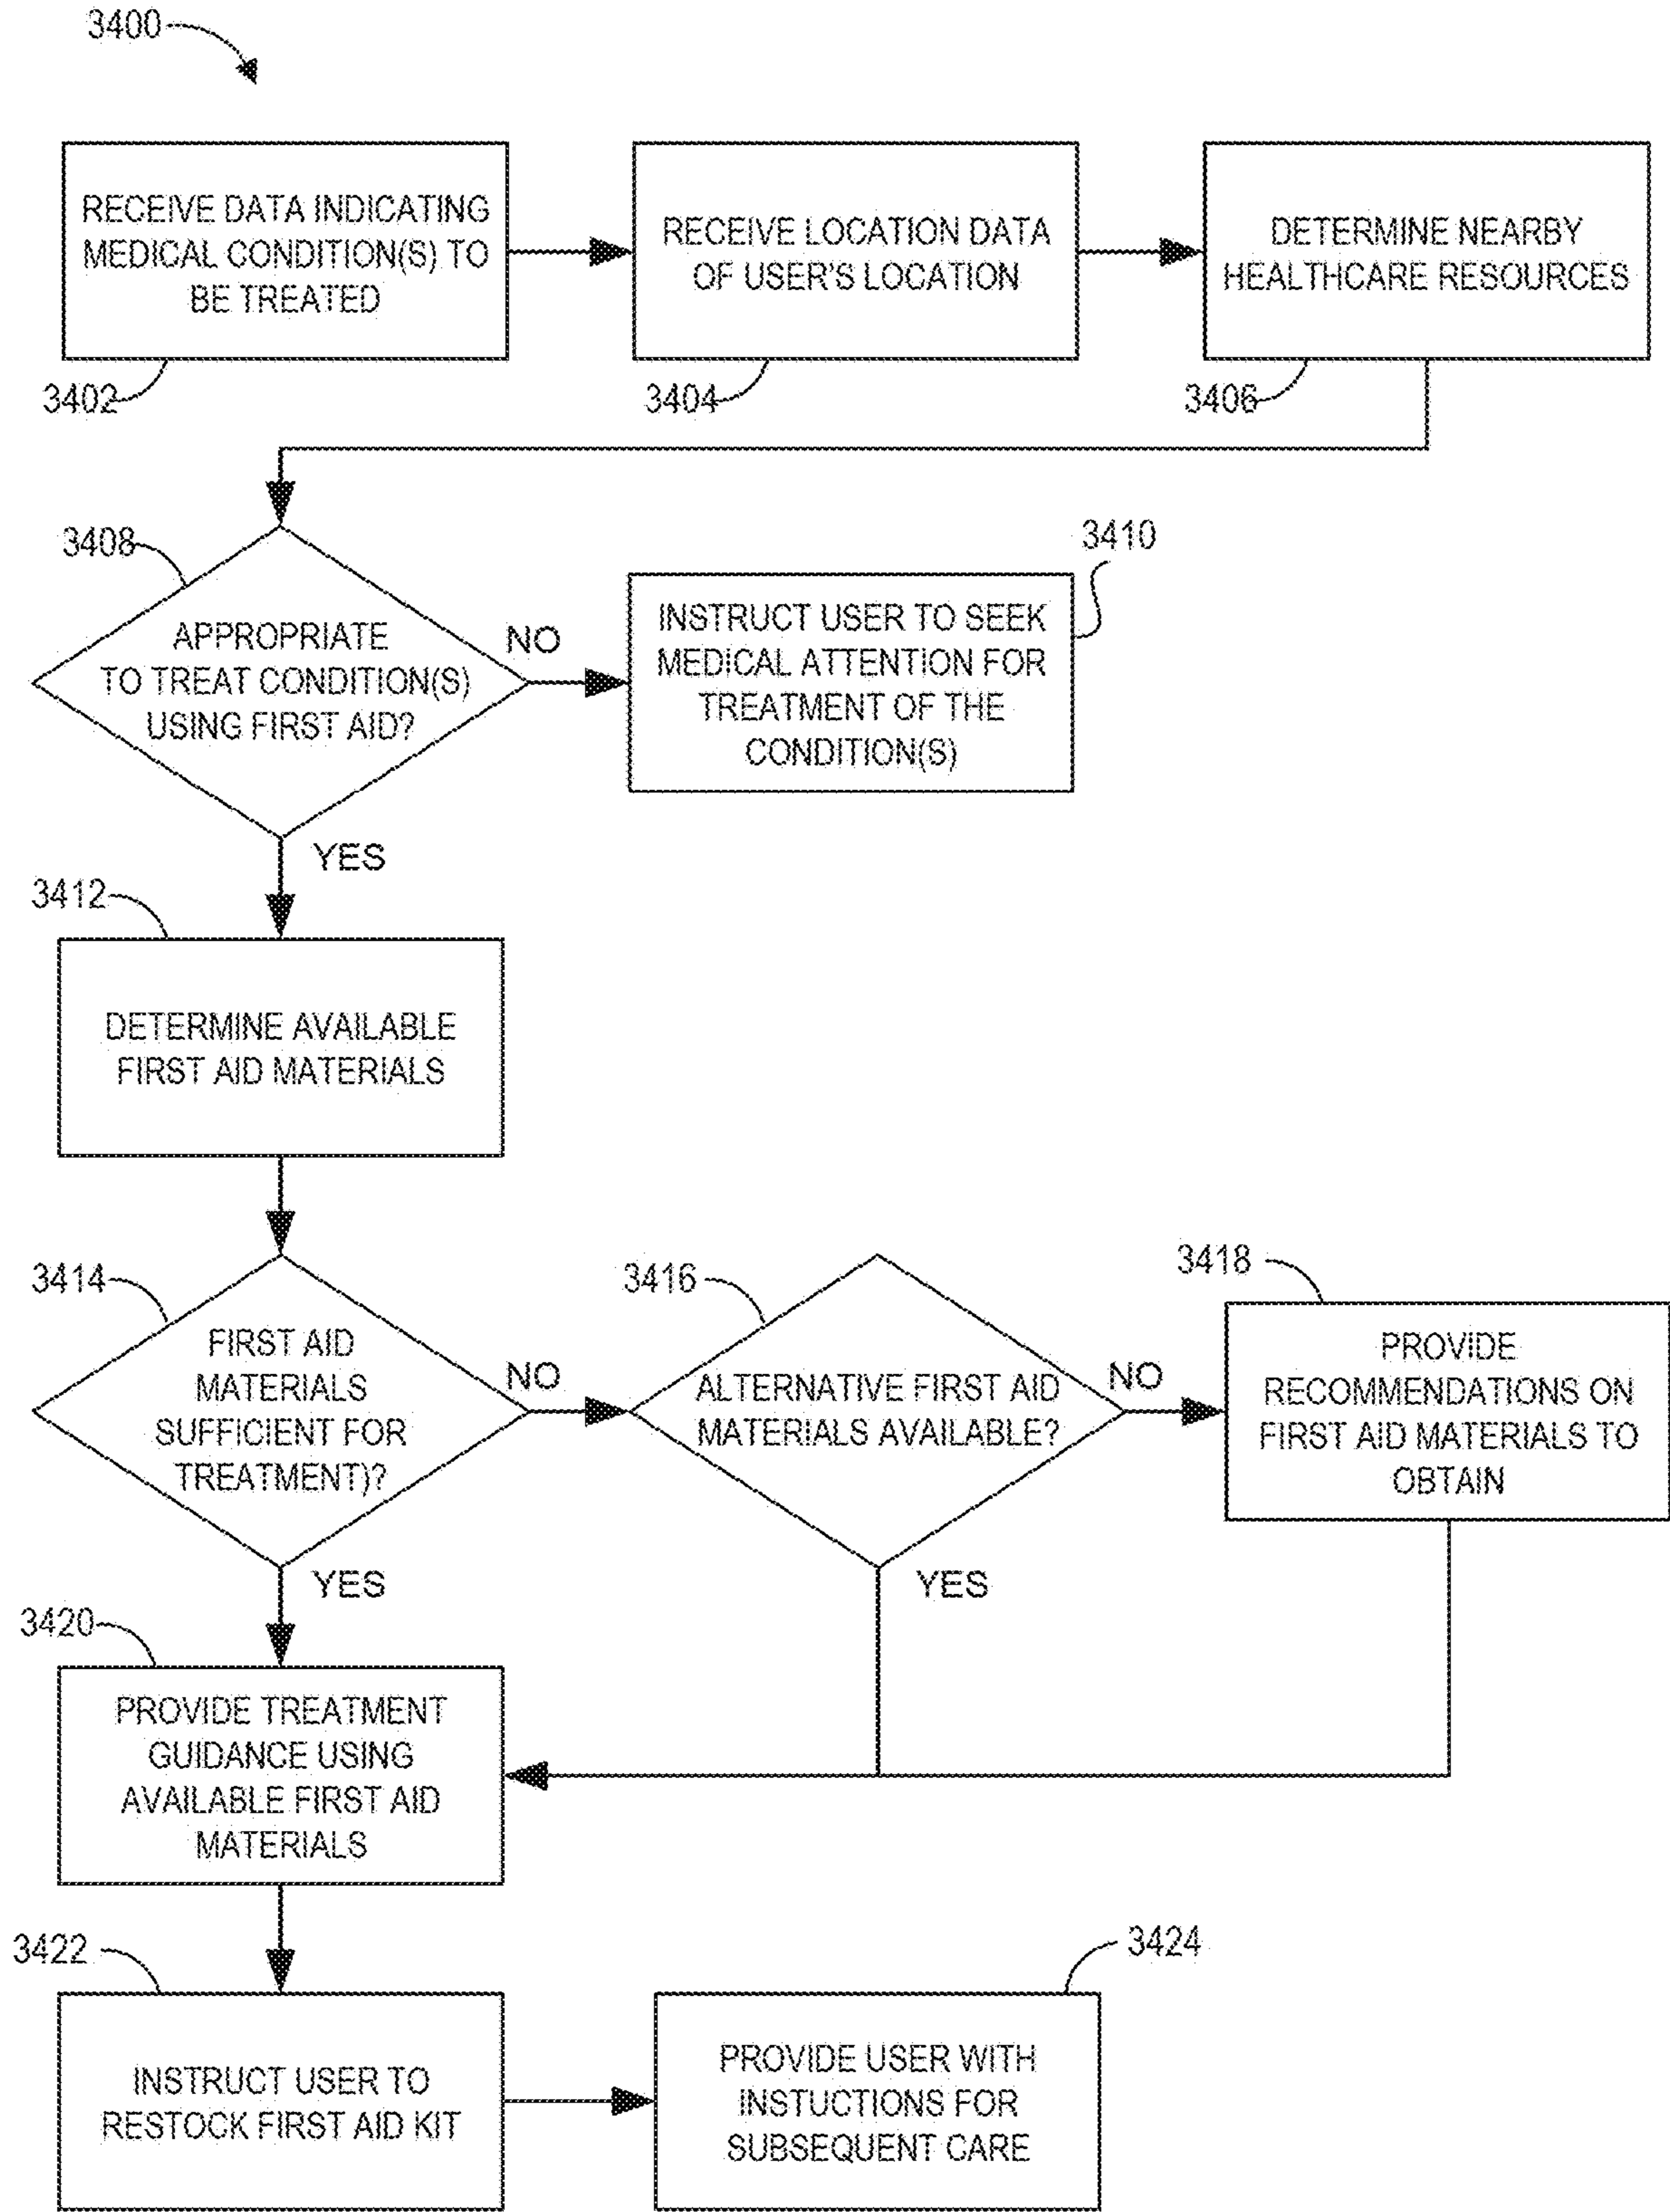 3400
RECEIVE DATA INDICATING
MEDICAL CONDITION(S) TO
BE TREATED
3402
RECEIVE LOCATION DATA
OF USER'S LOCATION
3404
DETERMINE NEARBY
HEALTHCARE RESOURCES
3406
3408
APPROPRIATE
TO TREAT CONDITION(S)
USING FIRST AID?
NO
YES
3410
INSTRUCT USER TO SEEK
MEDICAL ATTENTION FOR
TREATMENT OF THE
CONDITION(S)
3412
DETERMINE AVAILABLE
FIRST AID MATERIALS
3414
FIRST AID
MATERIALS
SUFFICIENT FOR
TREATMENT)?
NO
YES
3416
ALTERNATIVE FIRST AID
MATERIALS AVAILABLE?
NO
YES
3418
PROVIDE
RECOMMENDATIONS ON
FIRST AID MATERIALS TO
OBTAIN
3420
PROVIDE TREATMENT
GUIDANCE USING
AVAILABLE FIRST AID
MATERIALS
3422
INSTRUCT USER TO
RESTOCK FIRST AID KIT
3424
PROVIDE USER WITH
INSTUCTIONS FOR
SUBSEQUENT CARE